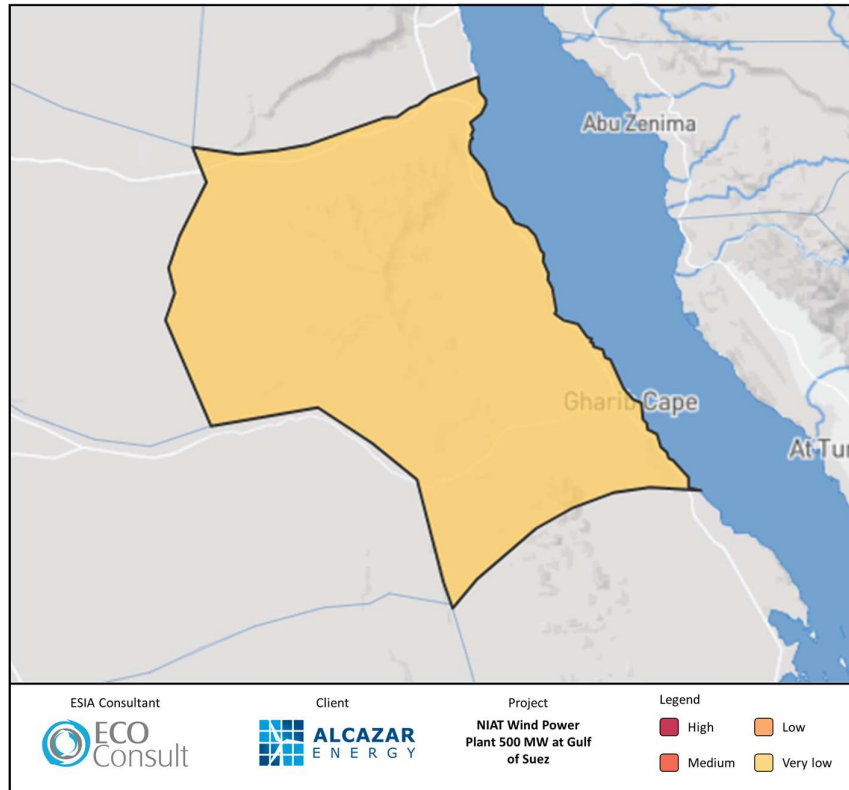 Abu Zenima
Gharib Cape
At Tur
ESIA Consultant
ECO
Consult
Client
ALCAZAR
ENERGY
Project
NIAT Wind Power
Plant 500 MW at Gulf
of Suez
Legend
High
Low
Medium
Very low